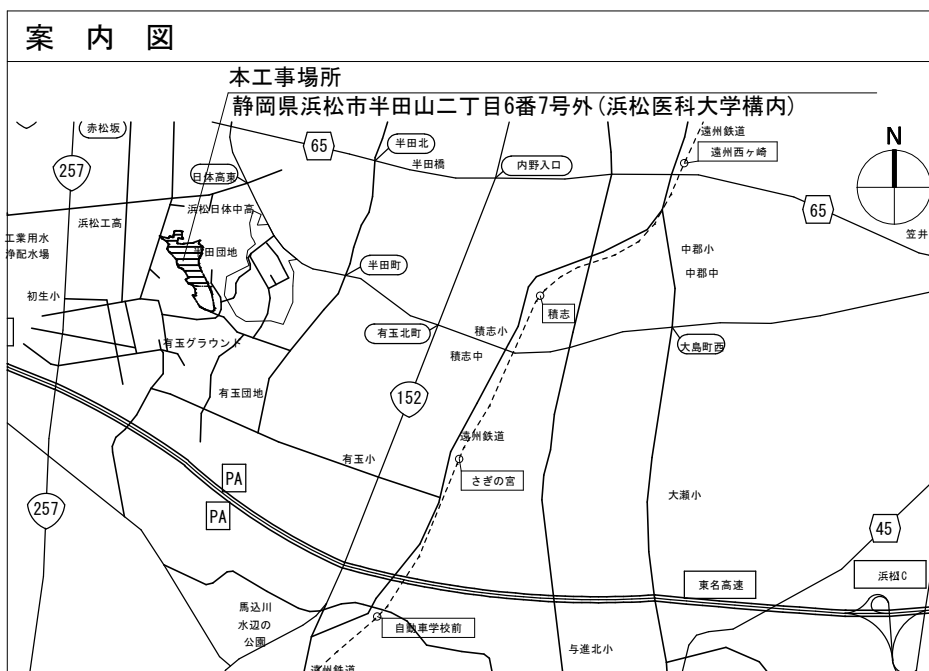 案内図
本工事場所
静岡県浜松市半田山二丁目6番7号外(浜松医科大学構内)
赤松坂
257
65
半田北
半田橋
内野入口
遠州鉄道
遠州西ヶ崎
N
日体高東
浜松日体中高
浜松工高
65
笠井
工業用水
浄配水場
半田団地
半田町
中郡小
中郡中
初生小
積志
有玉グラウンド
有玉北町
積志小
積志中
大島町西
有玉団地
152
遠州鉄道
有玉小
さぎの宮
PA
PA
大瀬小
257
45
東名高速
浜松IC
馬込川
水辺の
公園
自動車学校前
与進北小
遠州鉄道